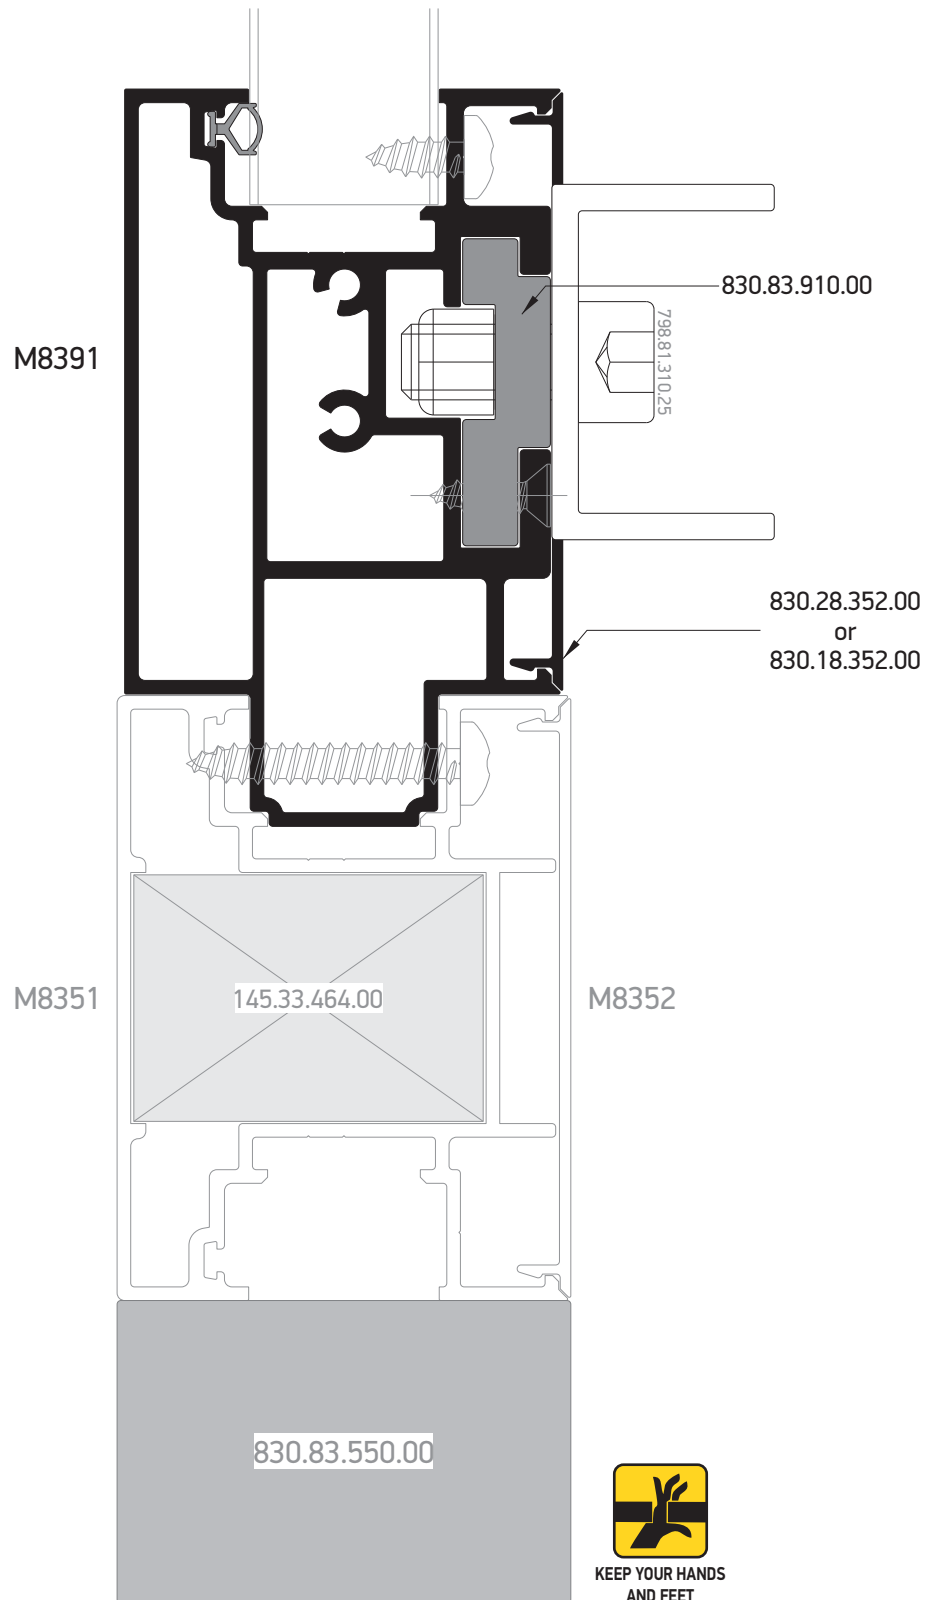 830.83.910.00
798.81.310.25
M8391
830.28.352.00
or
830.18.352.00
M8351
145.33.464.00
M8352
830.83.550.00
KEEP YOUR HANDS
AND FEET